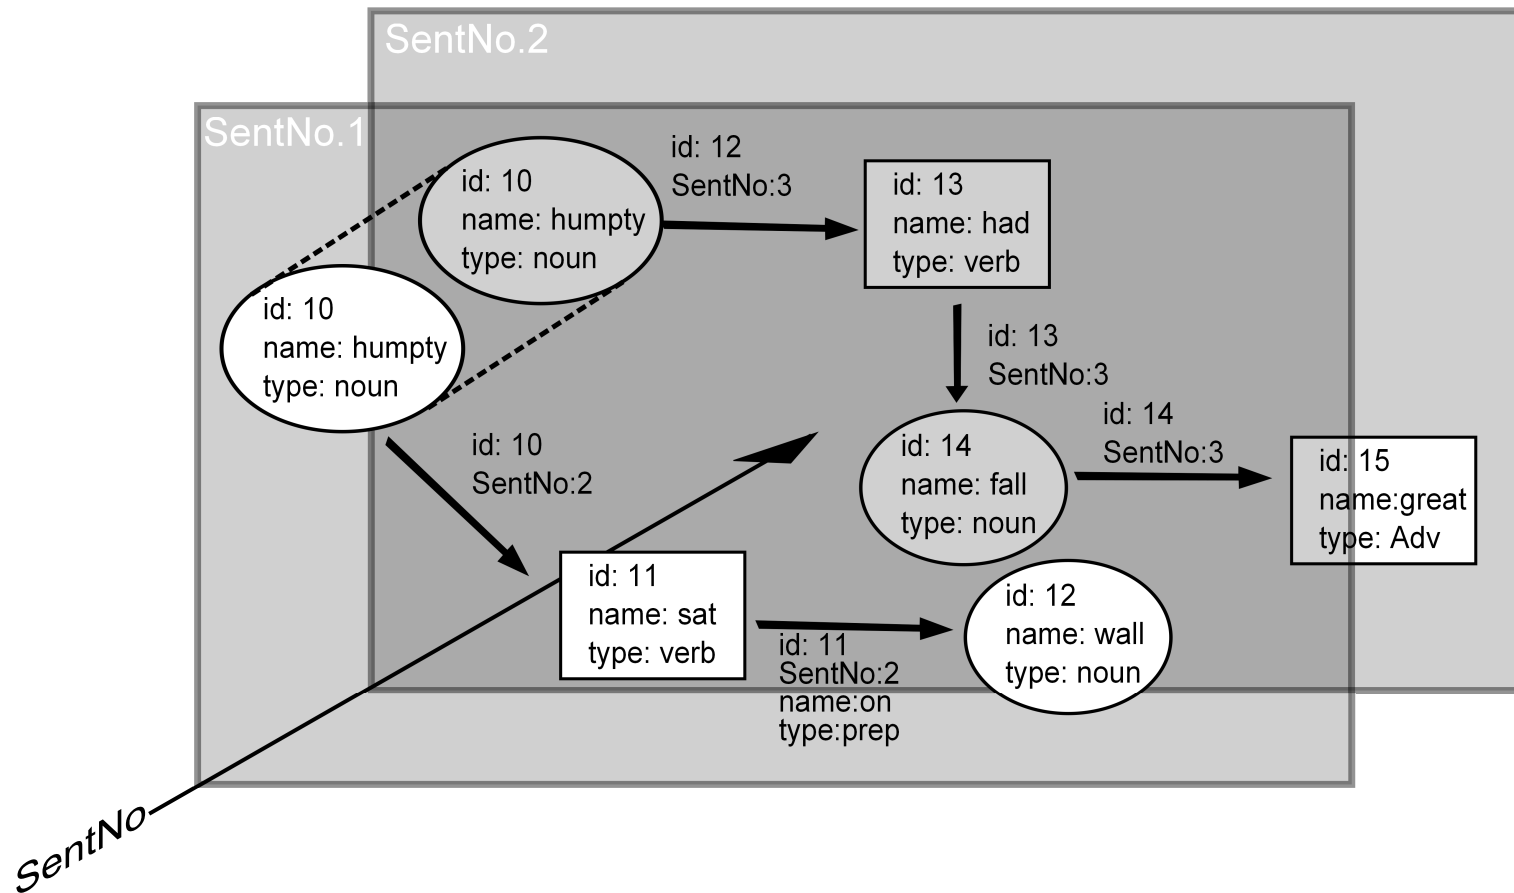 SentNo.2
SentNo.1
id: 10
name: humpty
type: noun
id: 12
SentNo:3
id: 13
name: had
type: verb
id: 10
name: humpty
type: noun
id: 13
SentNo:3
id: 14
SentNo:3
id: 10
SentNo:2
id: 14
name: fall
type: noun
id: 15
name:great
type: Adv
id: 11
name: sat
type: verb
id: 11
SentNo:2
name:on
type:prep
id: 12
name: wall
type: noun
SentNo